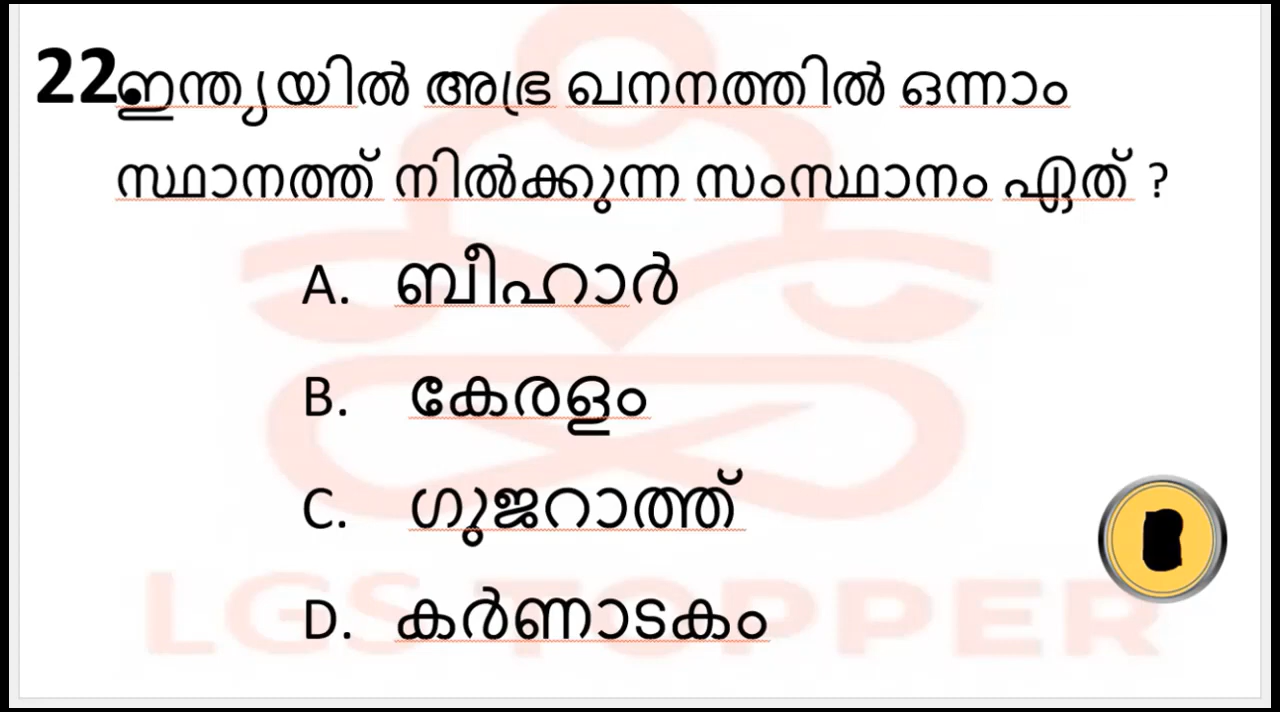 22ഇന്ത്യയിൽ അഭ്ര ഖനനത്തിൽ ഒന്നാം
സ്ഥാനത്ത് നിൽക്കുന്ന സംസ്ഥാനം ഏത് ?
A. ബീഹാർ
B. കേരളം
C. ഗുജറാത്ത്
D. കർണാടകം
LGS TOPPER